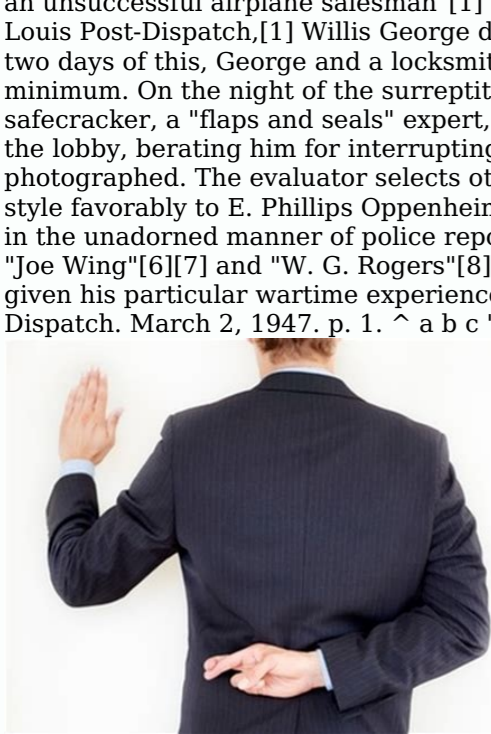 an unsuccessful airplane salesman"[1]
Louis Post-Dispatch,[1] Willis George d
two days of this, George and a locksmit
minimum. On the night of the surreptit
safecracker, a "flaps and seals" expert,
the lobby, berating him for interrupting
photographed. The evaluator selects ot
style favorably to E. Phillips Oppenhein
in the unadorned manner of police repo
"Joe Wing"[6][7] and "W. G. Rogers"[8]
given his particular wartime experience
Dispatch. March 2, 1947. p. 1. ^ a b c "